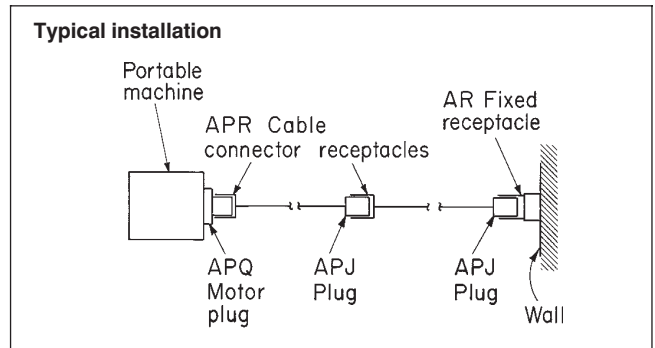 Typical installation
Portable
machine
APR Cable
connector receptacles
AR Fixed
receptacle
APQ
Motor
plug
APJ
Plug
APJ
Plug
Wall